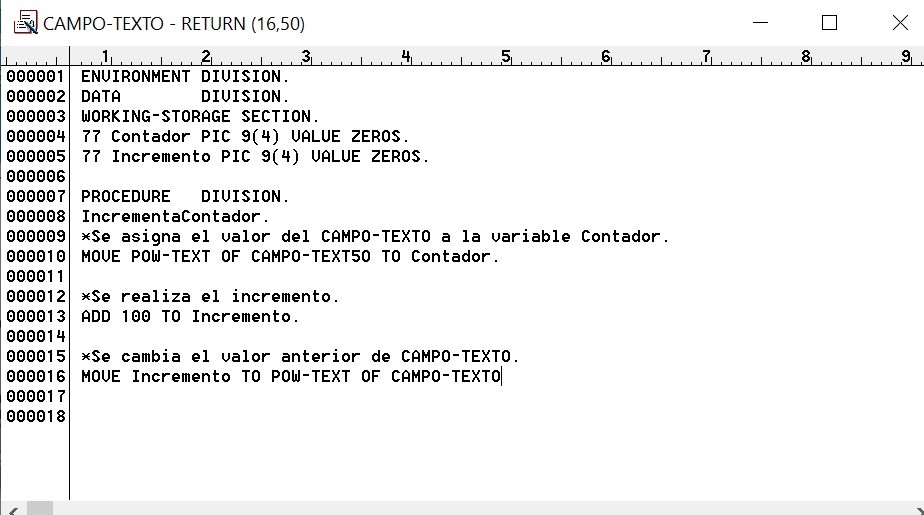 CAMPO-TEXTO - RETURN (16,50)
1 2 3 4 5 6 7 8 9
000001 ENVIRONMENT DIVISION.
000002 DATA        DIVISION.
000003 WORKING-STORAGE SECTION.
000004 77 Contador PIC 9(4) VALUE ZEROS.
000005 77 Incremento PIC 9(4) VALUE ZEROS.
000006
000007 PROCEDURE   DIVISION.
000008 IncrementaContador.
000009 *Se asigna el valor del CAMPO-TEXTO a la variable Contador.
000010 MOVE POW-TEXT OF CAMPO-TEXT50 TO Contador.
000011
000012 *Se realiza el incremento.
000013 ADD 100 TO Incremento.
000014
000015 *Se cambia el valor anterior de CAMPO-TEXTO.
000016 MOVE Incremento TO POW-TEXT OF CAMPO-TEXTO
000017
000018